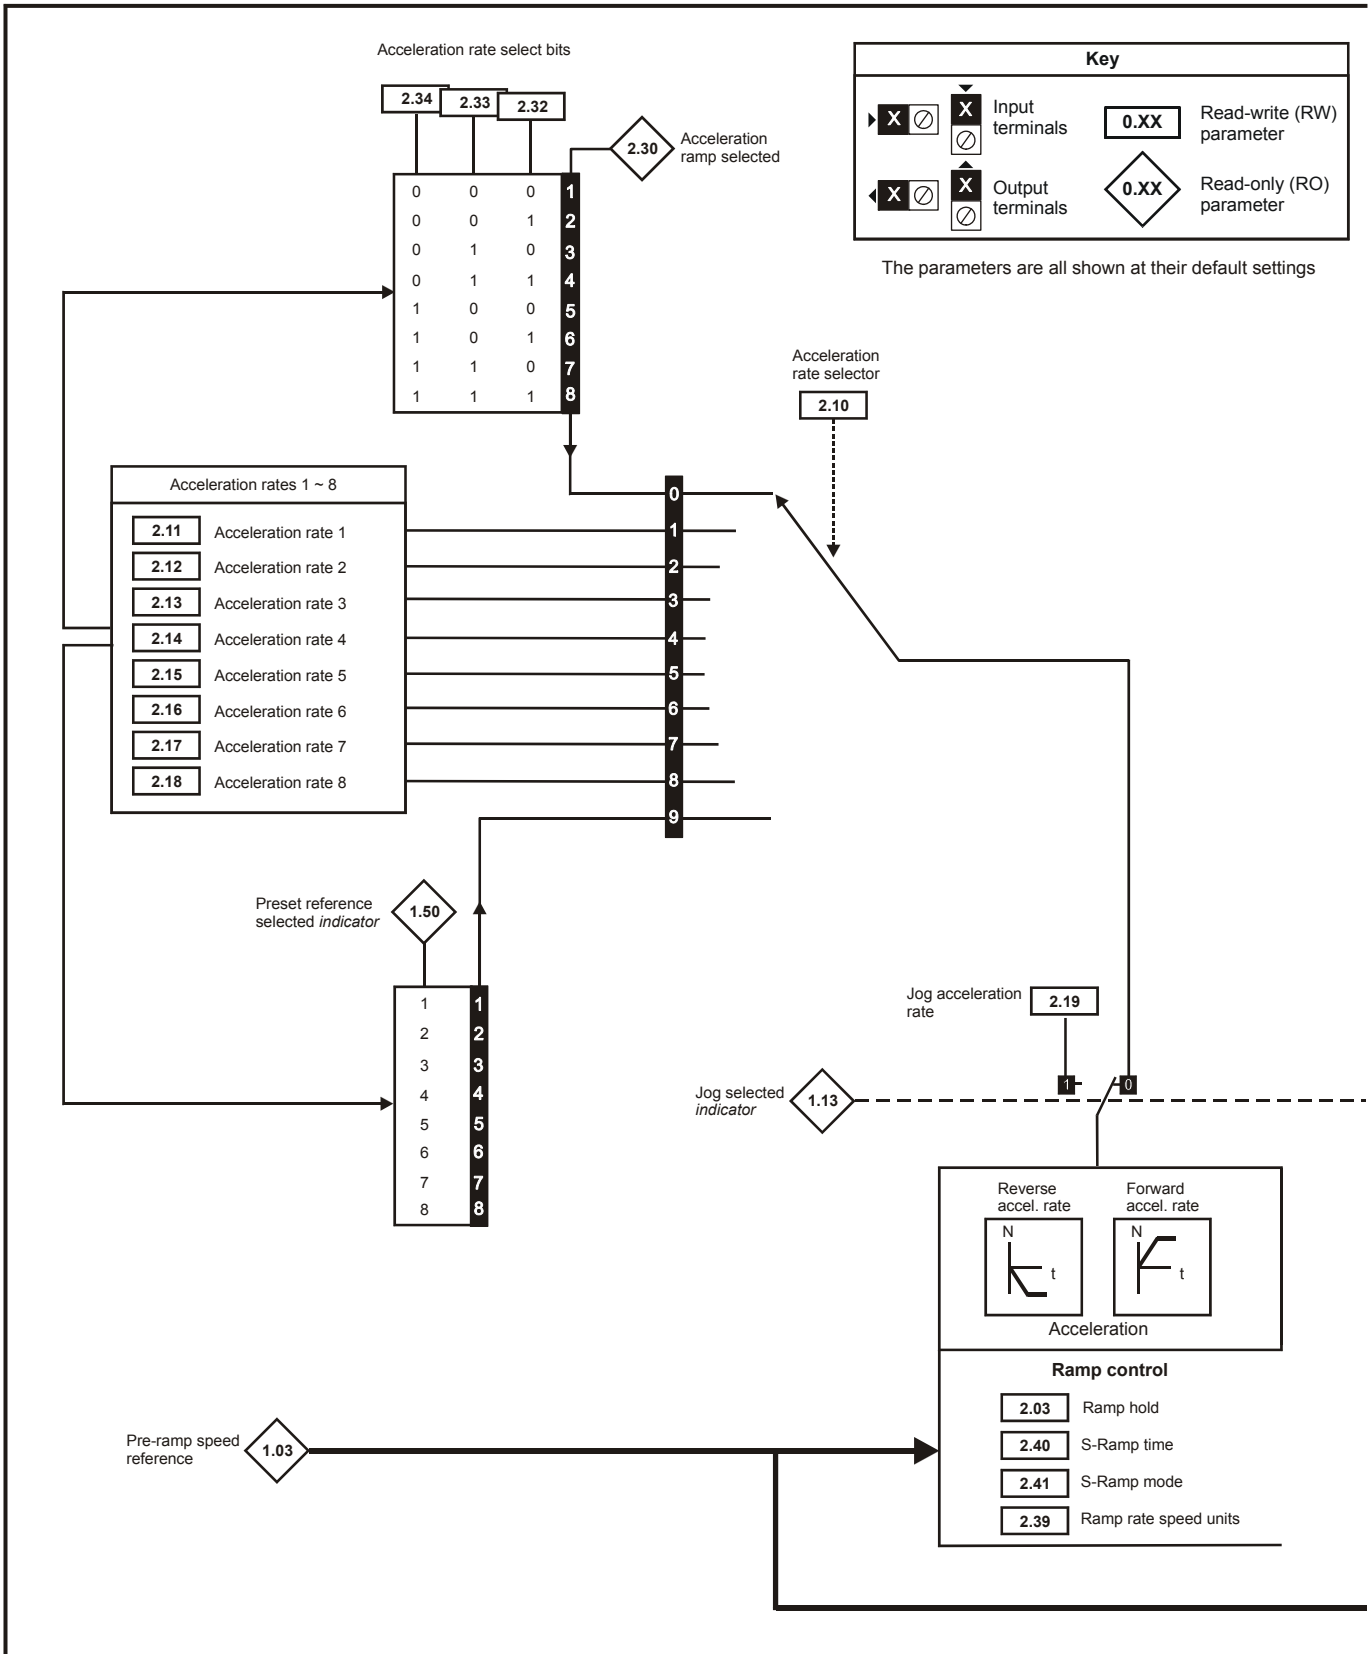 Acceleration rate select bits
2.34 2.33 2.32
2.30
Acceleration
ramp selected
0 0 0 1
0 0 1 2
0 1 0 3
0 1 1 4
1 0 0 5
1 0 1 6
1 1 0 7
1 1 1 8
Key
X
X
Input
terminals
0.XX
Read-write (RW)
parameter
X
X
Output
terminals
0.XX
Read-only (RO)
parameter
The parameters are all shown at their default settings
Acceleration
rate selector
2.10
Acceleration rates 1 ~ 8
2.11 Acceleration rate 1
2.12 Acceleration rate 2
2.13 Acceleration rate 3
2.14 Acceleration rate 4
2.15 Acceleration rate 5
2.16 Acceleration rate 6
2.17 Acceleration rate 7
2.18 Acceleration rate 8
0
1
2
3
4
5
6
7
8
9
Preset reference
selected indicator
1.50
1 1
2 2
3 3
4 4
5 5
6 6
7 7
8 8
Jog acceleration
rate
2.19
1 0
Jog selected
indicator
1.13
Reverse
accel. rate
N
t
Forward
accel. rate
N
t
Acceleration
Ramp control
2.03 Ramp hold
2.40 S-Ramp time
2.41 S-Ramp mode
2.39 Ramp rate speed units
Pre-ramp speed
reference
1.03